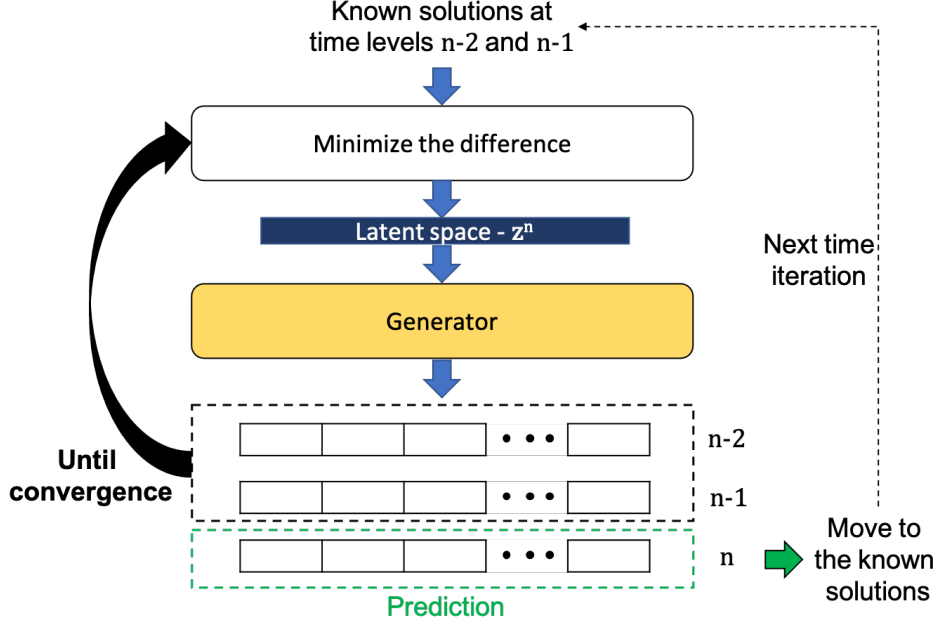 Known solutions at
time levels n-2 and n-1
Minimize the difference
Latent space - zⁿ
Next time
iteration
Generator
• • •
n-2
Until
convergence
• • •
n-1
• • •
n
Move to
the known
solutions
Prediction